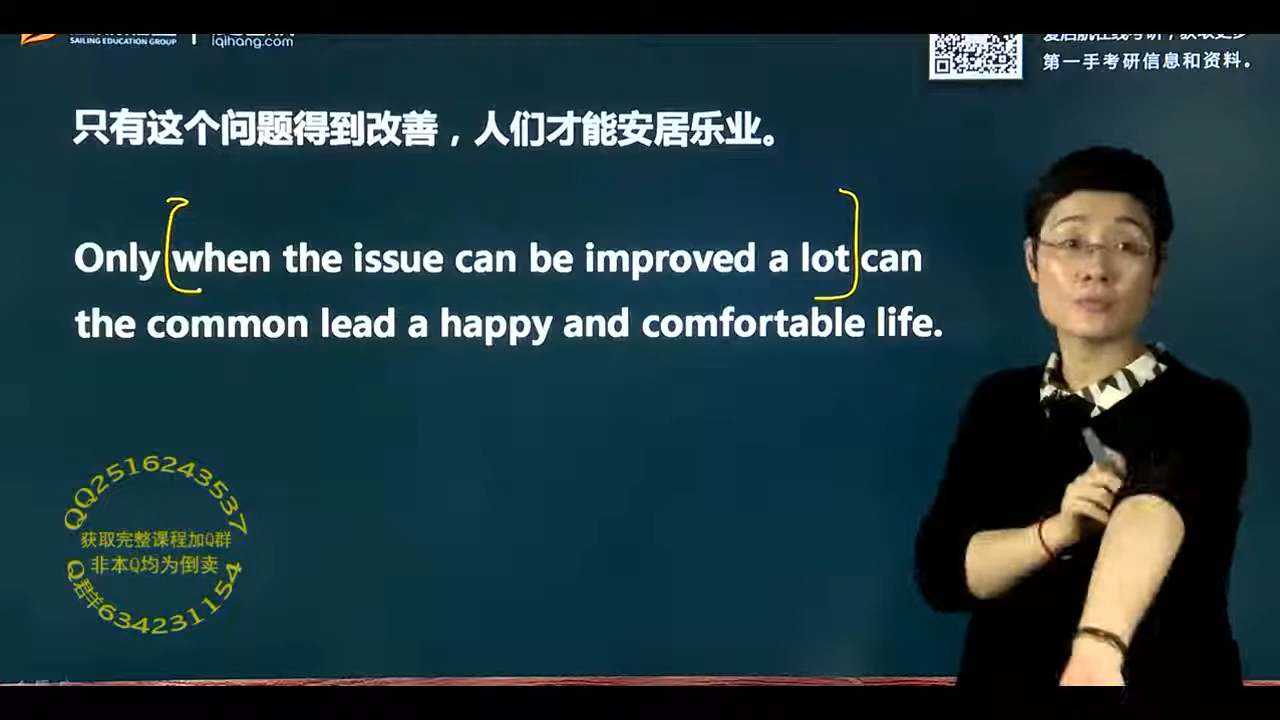 SAILING EDUCATION GROUP
iqihang.com
第一手考研信息和资料。
只有这个问题得到改善，人们才能安居乐业。
Only when the issue can be improved a lot can
the common lead a happy and comfortable life.
QQ2516243537
获取完整课程加Q群
非本Q均为倒卖
Q群634231154